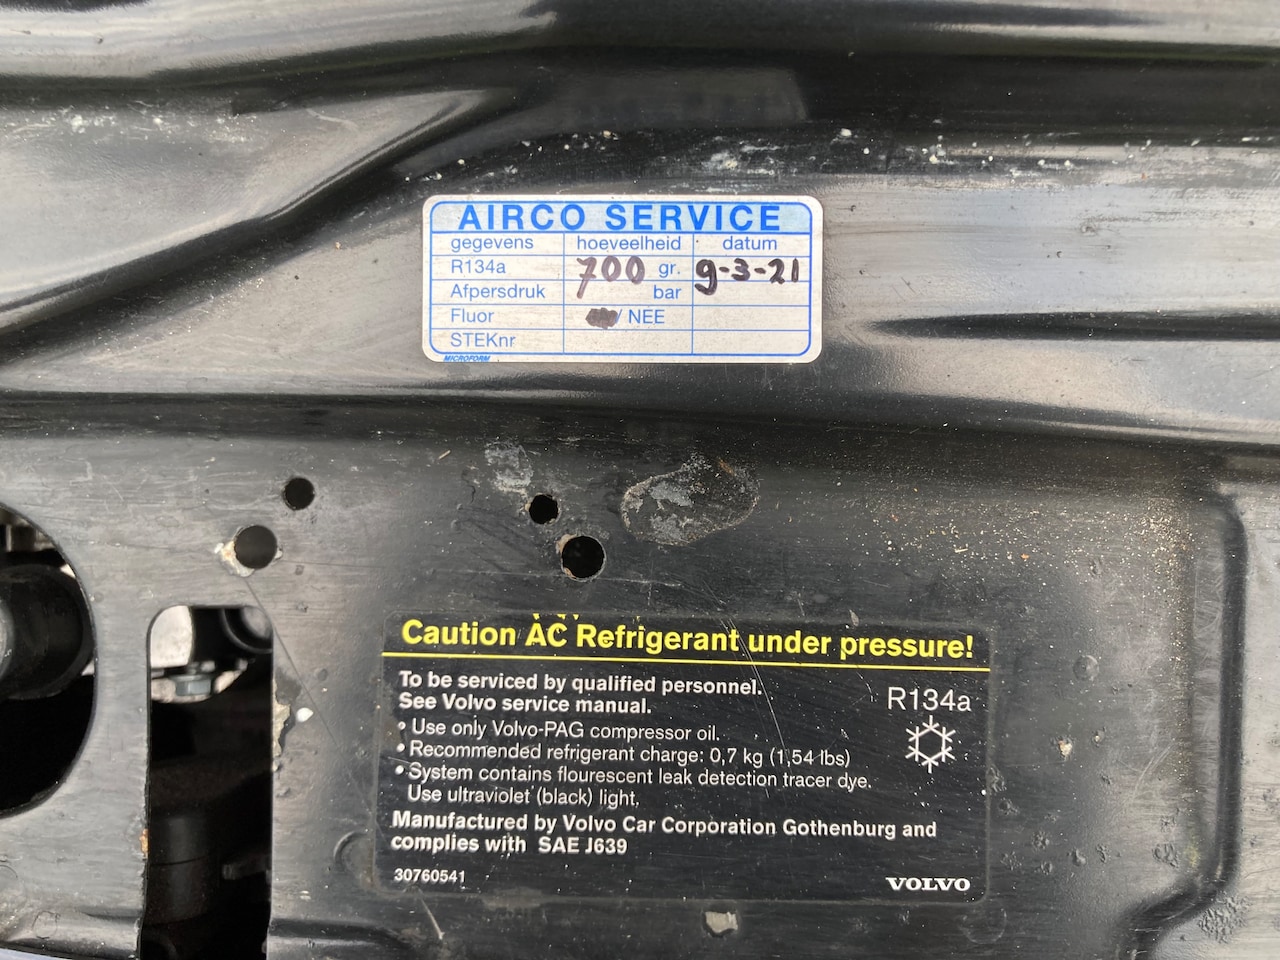 AIRCO SERVICE
gegevens hoeveelheid datum
R134a 700 gr. 9-3-21
Afpersdruk bar
Fluor / NEE
STEKnr
MICROFORM
Caution AC Refrigerant under pressure!
To be serviced by qualified personnel.
See Volvo service manual.
R134a
• Use only Volvo-PAG compressor oil.
• Recommended refrigerant charge: 0,7 kg (1,54 lbs)
• System contains flourescent leak detection tracer dye.
Use ultraviolet (black) light.
Manufactured by Volvo Car Corporation Gothenburg and
complies with SAE J639
30760541
VOLVO